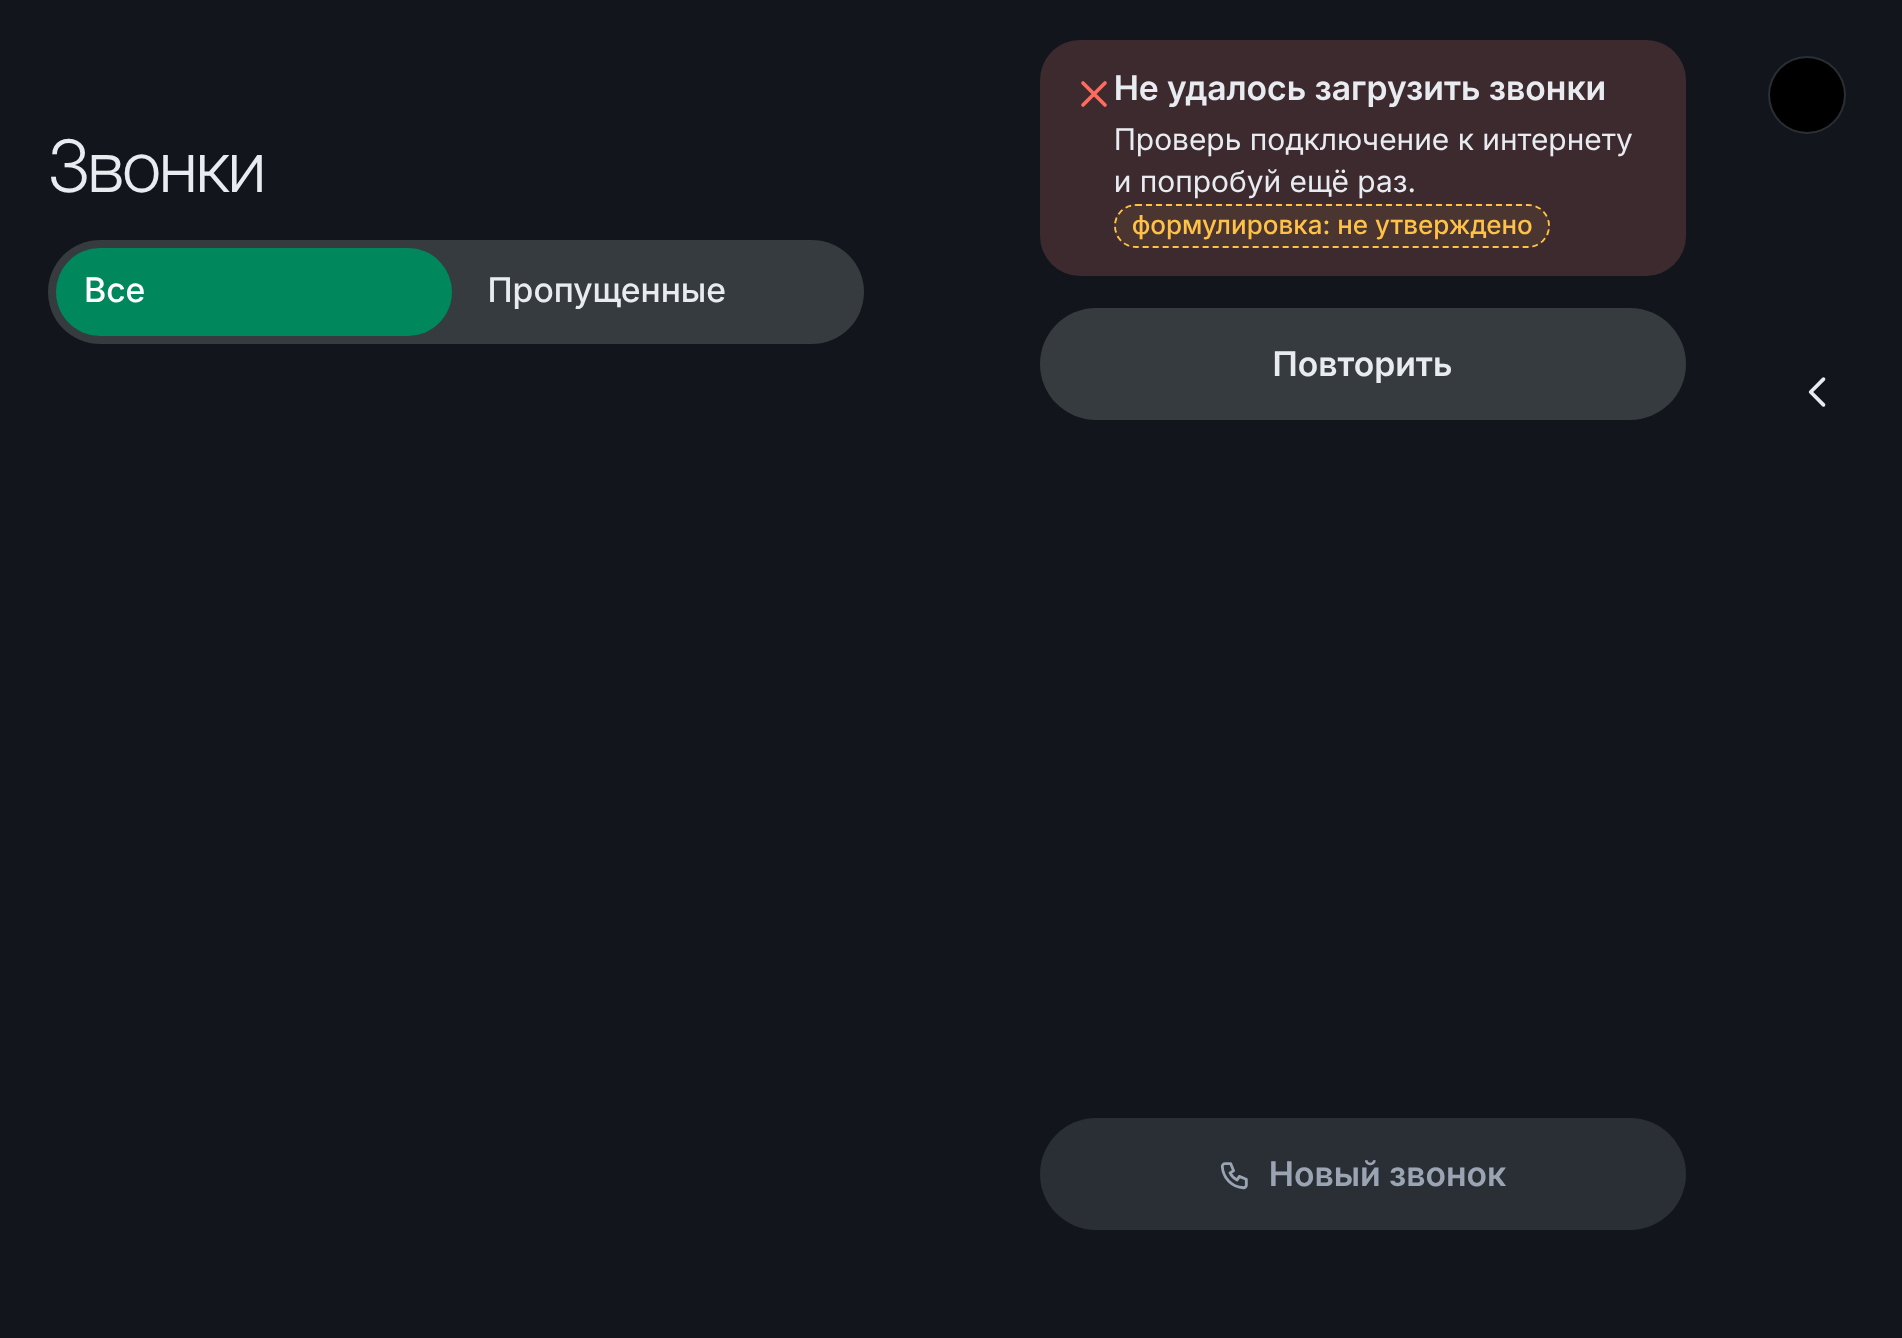 Звонки
Все
Пропущенные
Не удалось загрузить звонки
Проверь подключение к интернету
и попробуй ещё раз.
формулировка: не утверждено
Повторить
Новый звонок